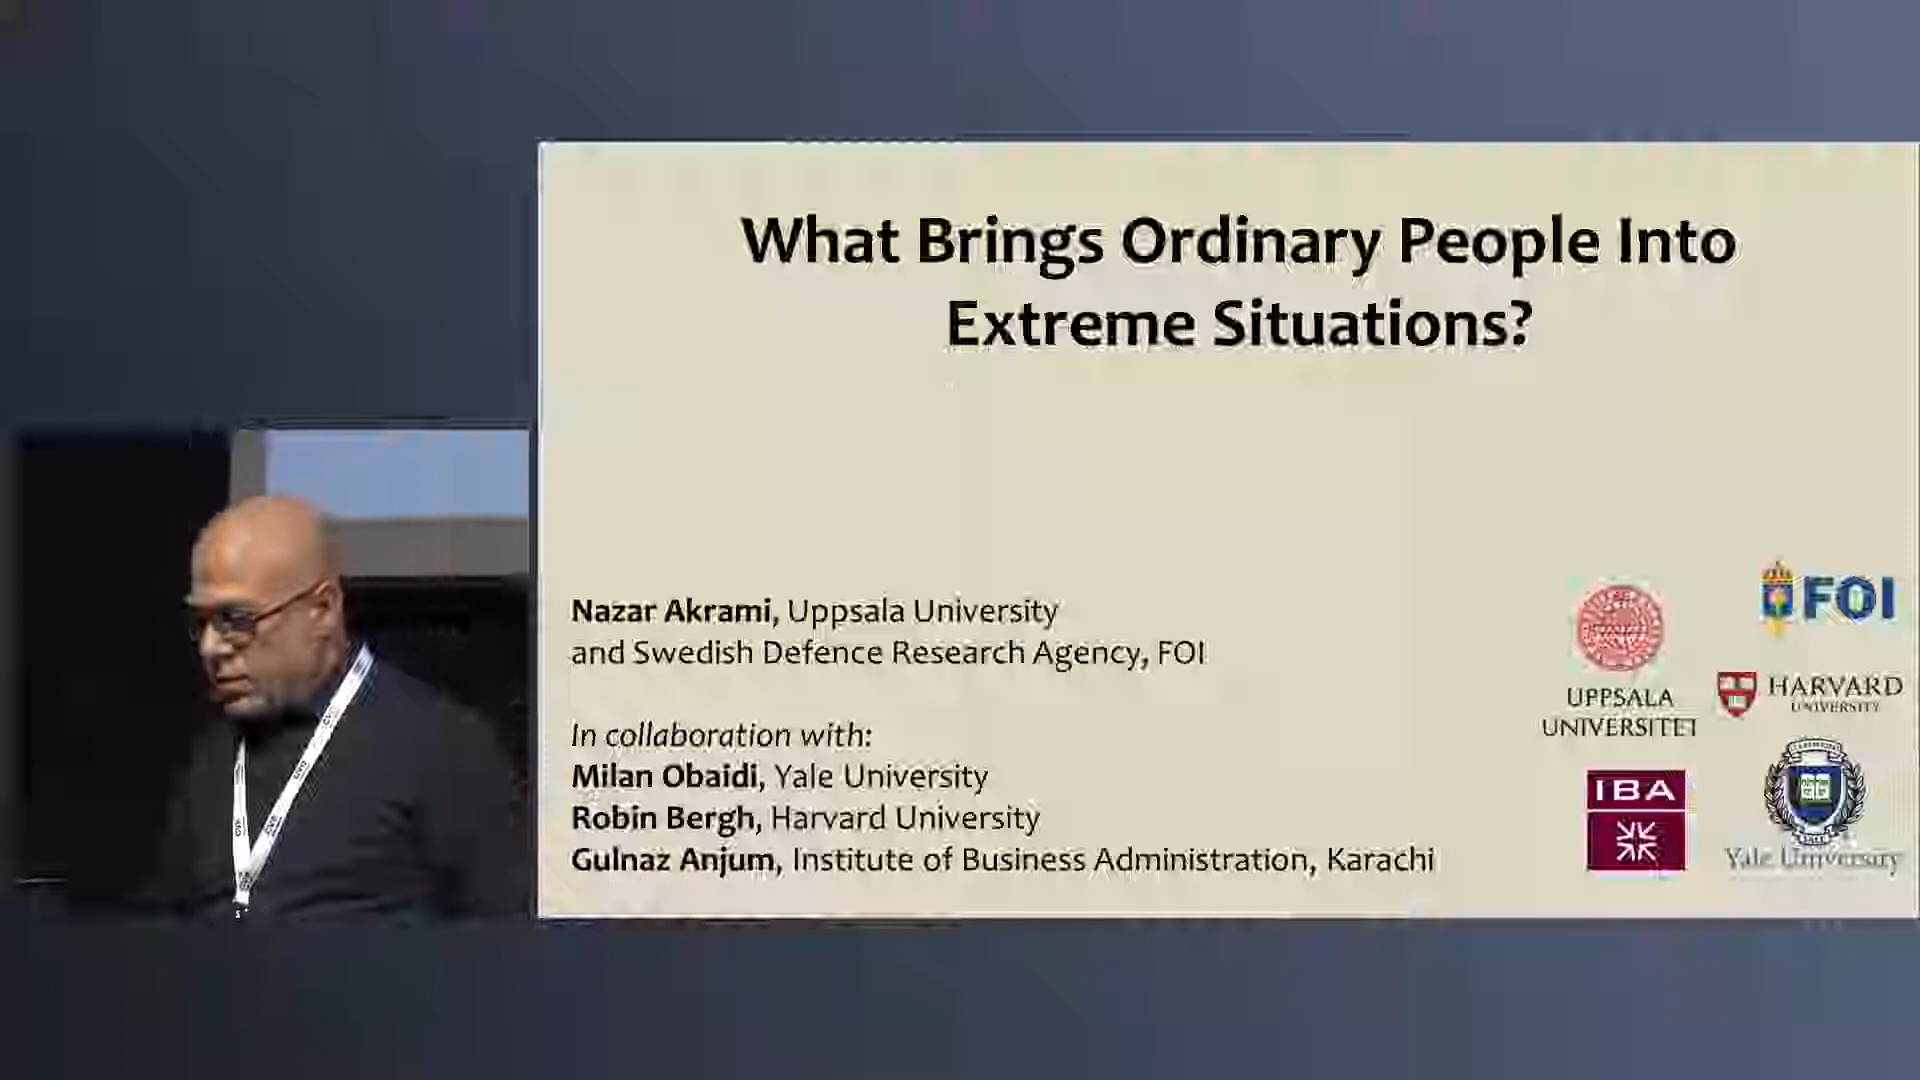 What Brings Ordinary People Into
Extreme Situations?
Nazar Akrami, Uppsala University
and Swedish Defence Research Agency, FOI
In collaboration with:
Milan Obaidi, Yale University
Robin Bergh, Harvard University
Gulnaz Anjum, Institute of Business Administration, Karachi
FOI
UPPSALA
UNIVERSITET
HARVARD
UNIVERSITY
IBA
Yale University